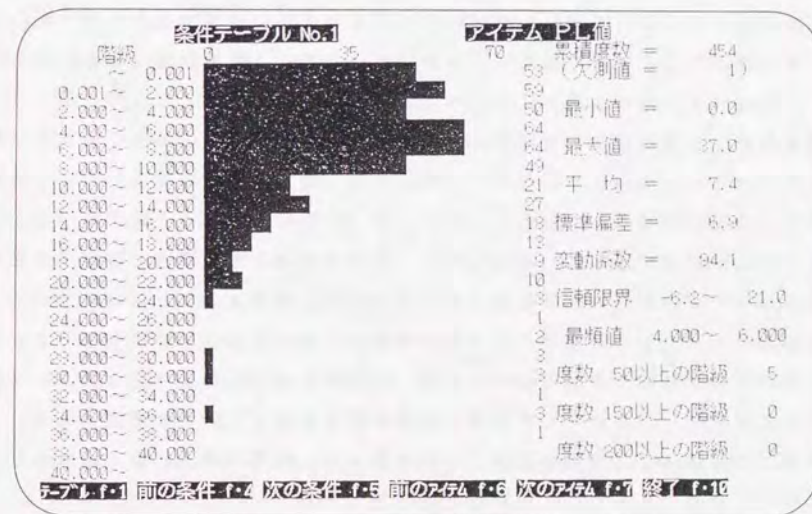 条件テーブル No.1 アイテム P.L.値
階級 0 35 70 累積度数 = 454
～ 0.001 53 (欠測値 = 1)
0.001～ 2.000 59
2.000～ 4.000 50 最小値 = 0.0
4.000～ 6.000 64
6.000～ 8.000 64 最大値 = 37.0
8.000～ 10.000 49
10.000～ 12.000 21 平 均 = 7.4
12.000～ 14.000 27
14.000～ 16.000 18 標準偏差 = 6.9
16.000～ 18.000 13
18.000～ 20.000 9 変動係数 = 94.1
20.000～ 22.000 10
22.000～ 24.000 3 信頼限界 -6.2～ 21.0
24.000～ 26.000 1
26.000～ 28.000 2 最頻値 4.000～ 6.000
28.000～ 30.000 3
30.000～ 32.000 3 度数 50以上の階級 5
32.000～ 34.000 1
34.000～ 36.000 3 度数 150以上の階級 0
36.000～ 38.000 1
38.000～ 40.000 度数 200以上の階級 0
40.000～
テーブル f・1 前の条件 f・4 次の条件 f・5 前のアイテム f・6 次のアイテム f・7 終了 f・10